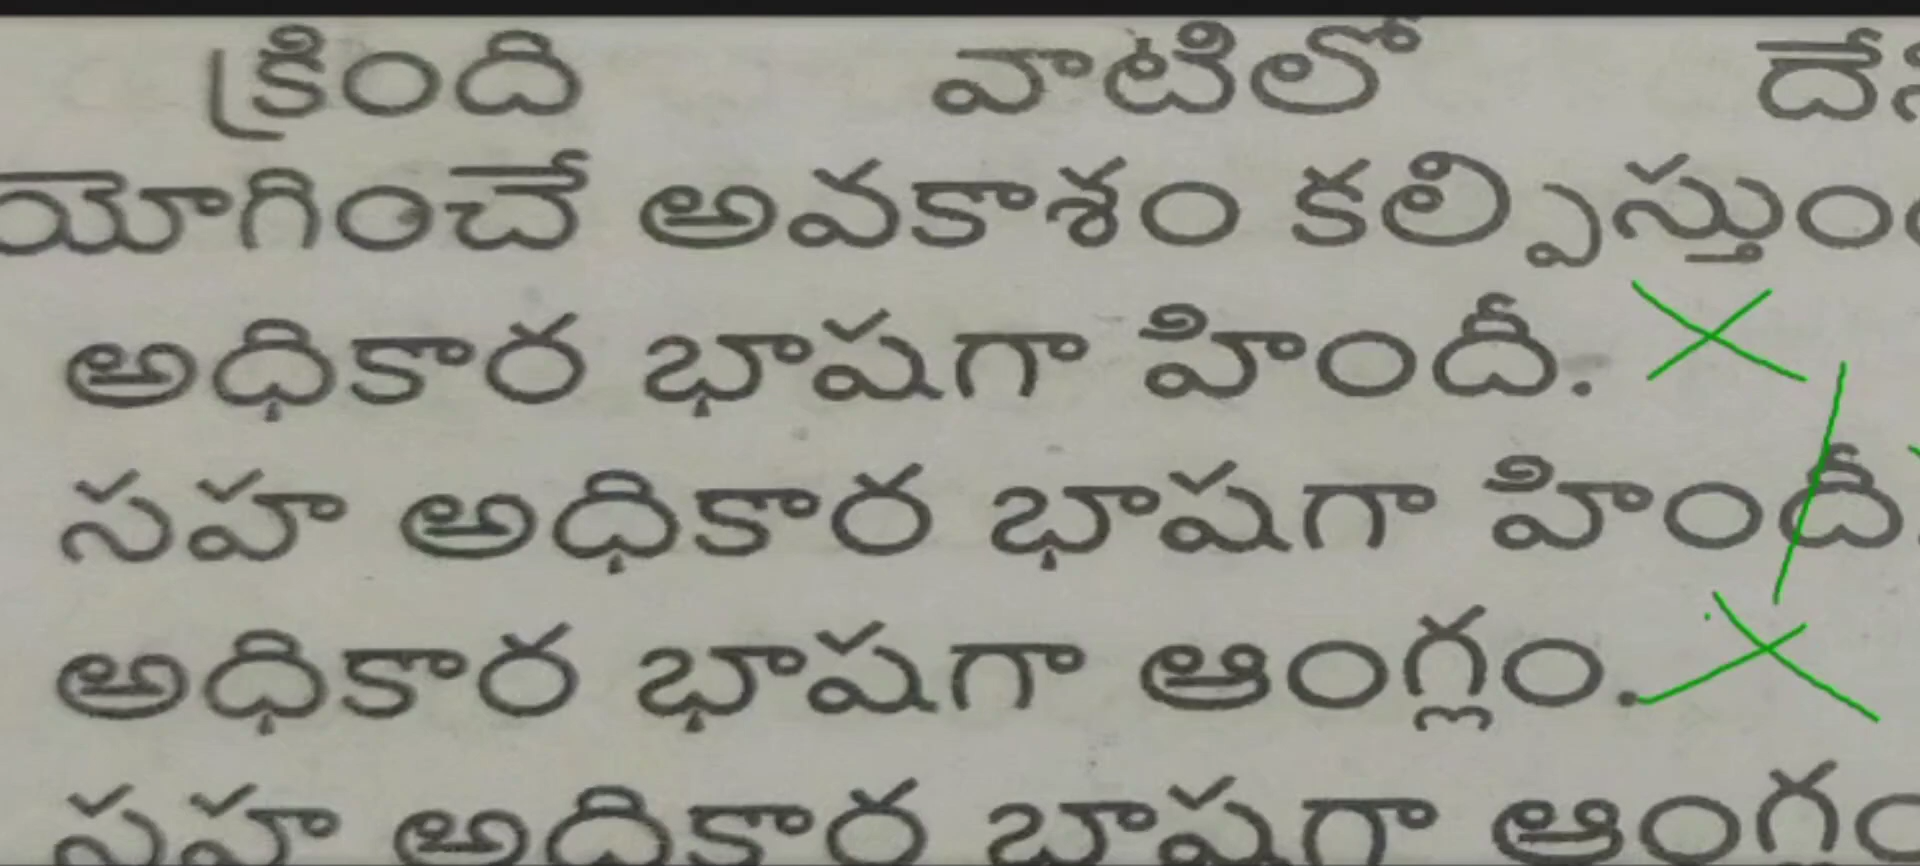 క్రింది వాటిలో
యోగించే అవకాశం కల్పిస్తుం
అధికార భాషగా హిందీ.
సహ అధికార భాషగా హిందీ.
అధికార భాషగా ఆంగ్లం.
సహ అధికార భాషగా